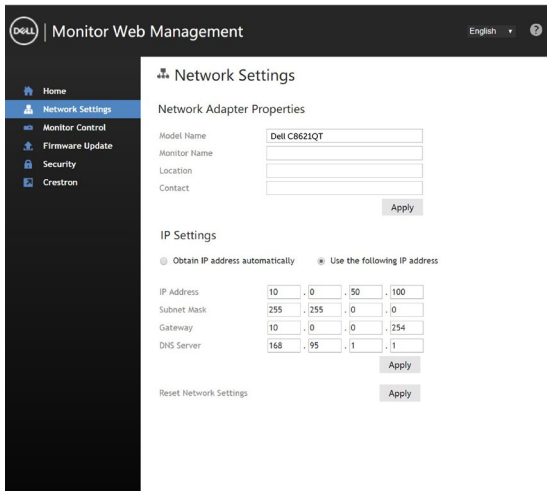 DELL | Monitor Web Management
English
?
Home
Network Settings
Monitor Control
Firmware Update
Security
Crestron
Network Settings
Network Adapter Properties
Model Name Dell C8621QT
Monitor Name
Location
Contact
Apply
IP Settings
Obtain IP address automatically Use the following IP address
IP Address 10 . 0 . 50 . 100
Subnet Mask 255 . 255 . 0 . 0
Gateway 10 . 0 . 0 . 254
DNS Server 168 . 95 . 1 . 1
Apply
Reset Network Settings Apply